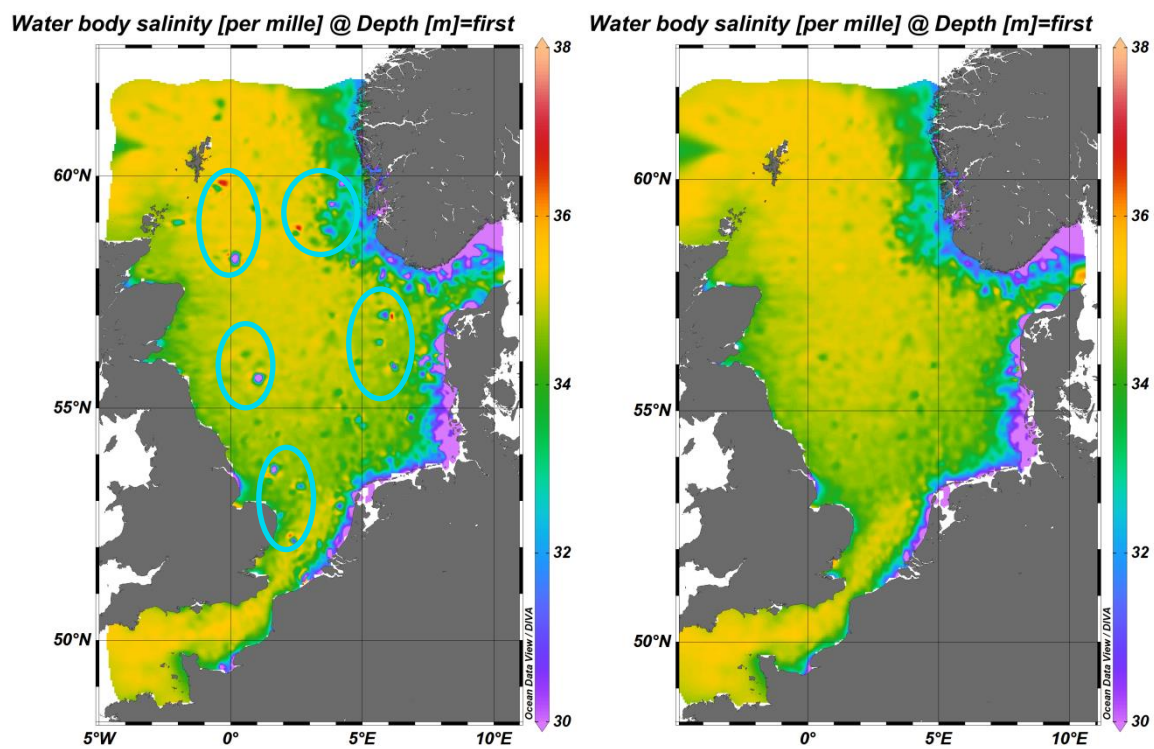 Water body salinity [per mille] @ Depth [m]=first
38
36
34
32
30
60°N
55°N
50°N
5°W
0°
5°E
10°E
Ocean Data View / DIVA
Water body salinity [per mille] @ Depth [m]=first
38
36
34
32
30
60°N
55°N
50°N
0°
5°E
10°E
Ocean Data View / DIVA